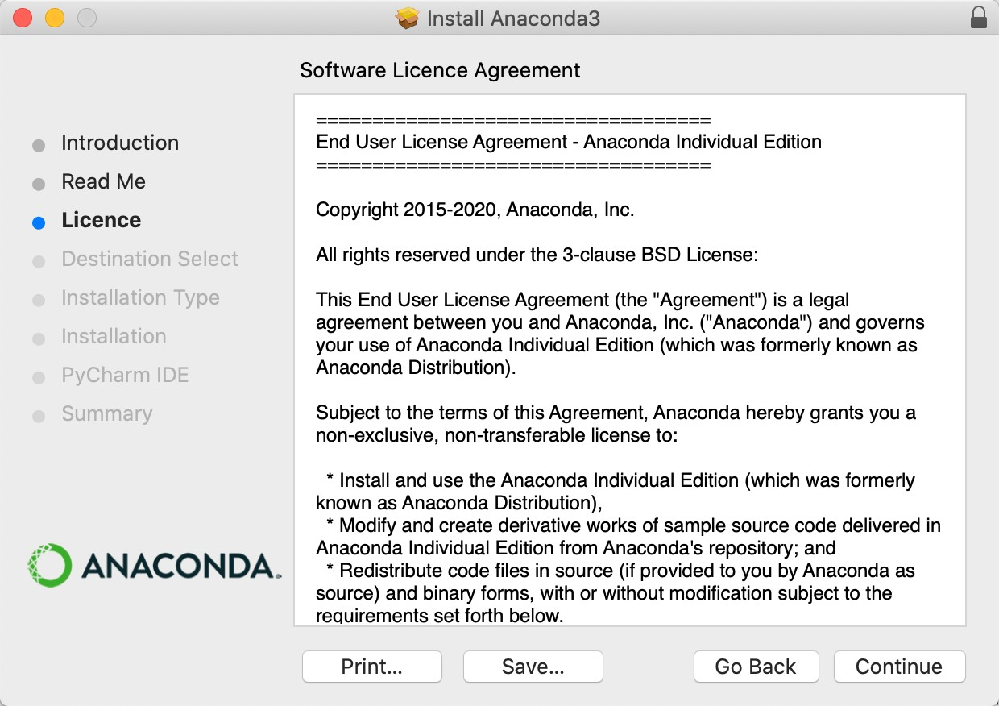 Install Anaconda3
Software Licence Agreement
Introduction
Read Me
Licence
Destination Select
Installation Type
Installation
PyCharm IDE
Summary
ANACONDA.
===================================
End User License Agreement - Anaconda Individual Edition
===================================
Copyright 2015-2020, Anaconda, Inc.
All rights reserved under the 3-clause BSD License:
This End User License Agreement (the "Agreement") is a legal
agreement between you and Anaconda, Inc. ("Anaconda") and governs
your use of Anaconda Individual Edition (which was formerly known as
Anaconda Distribution).
Subject to the terms of this Agreement, Anaconda hereby grants you a
non-exclusive, non-transferable license to:
* Install and use the Anaconda Individual Edition (which was formerly
known as Anaconda Distribution),
* Modify and create derivative works of sample source code delivered in
Anaconda Individual Edition from Anaconda's repository; and
* Redistribute code files in source (if provided to you by Anaconda as
source) and binary forms, with or without modification subject to the
requirements set forth below.
Print...
Save...
Go Back
Continue